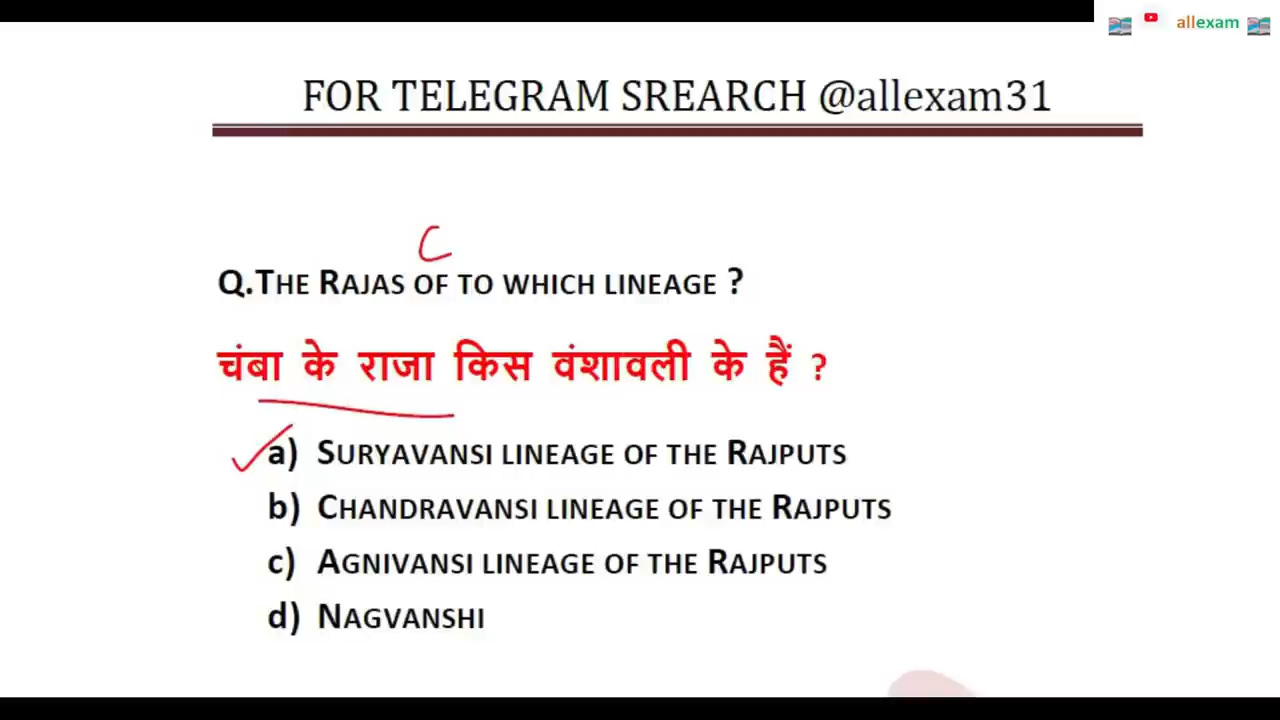 allexam
FOR TELEGRAM SREARCH @allexam31
C
Q.THE RAJAS OF TO WHICH LINEAGE ?
चंबा के राजा किस वंशावली के हैं ?
a) SURYAVANSI LINEAGE OF THE RAJPUTS
b) CHANDRAVANSI LINEAGE OF THE RAJPUTS
c) AGNIVANSI LINEAGE OF THE RAJPUTS
d) NAGVANSHI